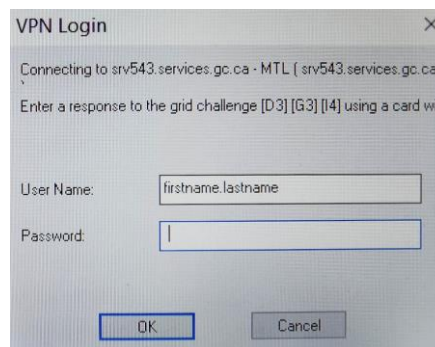 VPN Login
Connecting to srv543.services.gc.ca - MTL ( srv543.services.gc.ca
Enter a response to the grid challenge [D3] [G3] [I4] using a card
User Name:
firstname.lastname
Password:
OK
Cancel